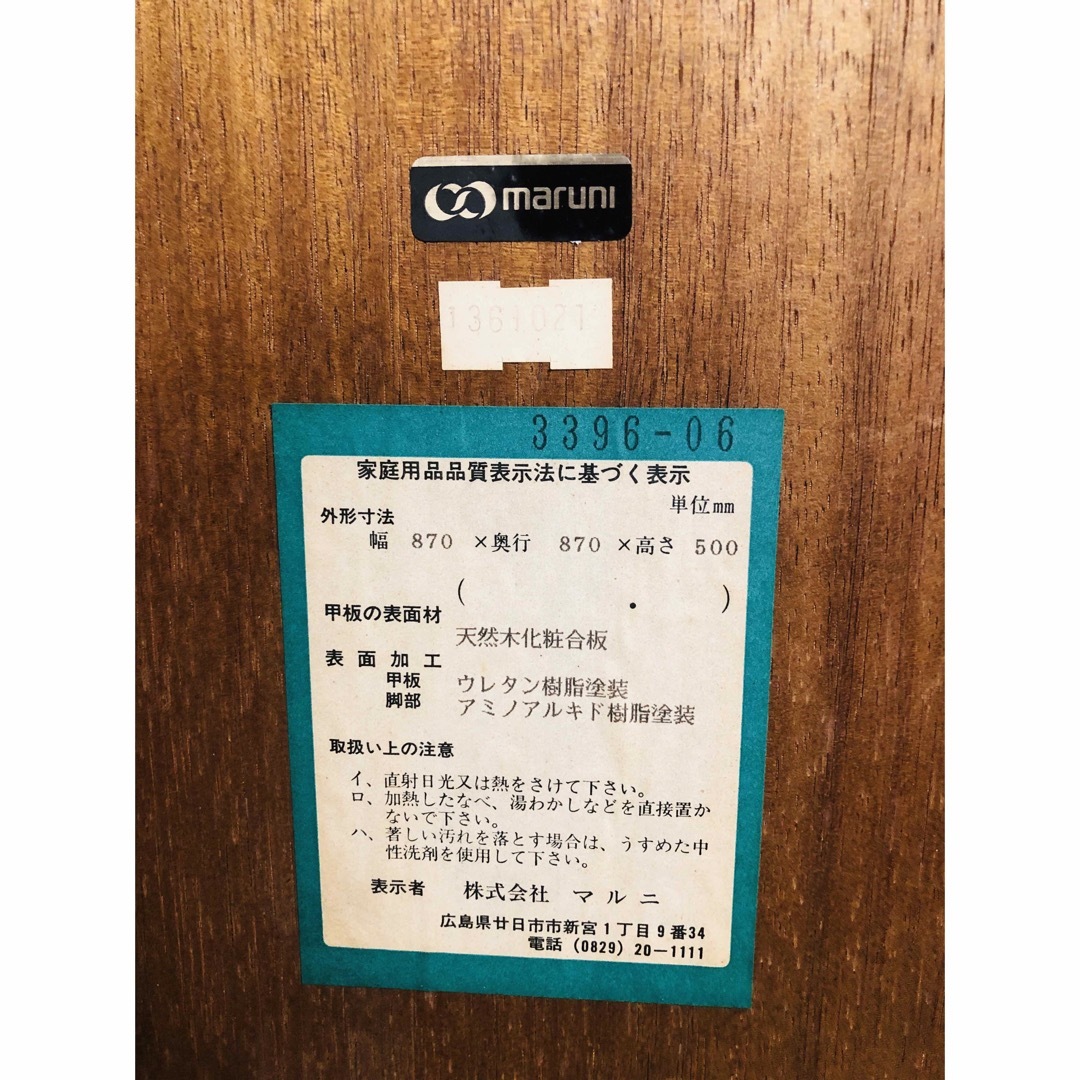 maruni
1361021
3396-06
家庭用品品質表示法に基づく表示
単位mm
外形寸法
幅 870 ×奥行 870 ×高さ 500
( ・ )
甲板の表面材
天然木化粧合板
表面加工
甲板 ウレタン樹脂塗装
脚部 アミノアルキド樹脂塗装
取扱い上の注意
イ、直射日光又は熱をさけて下さい。
ロ、加熱したなべ、湯わかしなどを直接置か
ないで下さい。
ハ、著しい汚れを落とす場合は、うすめた中
性洗剤を使用して下さい。
表示者 株式会社 マルニ
広島県廿日市市新宮1丁目9番34
電話(0829)20-1111